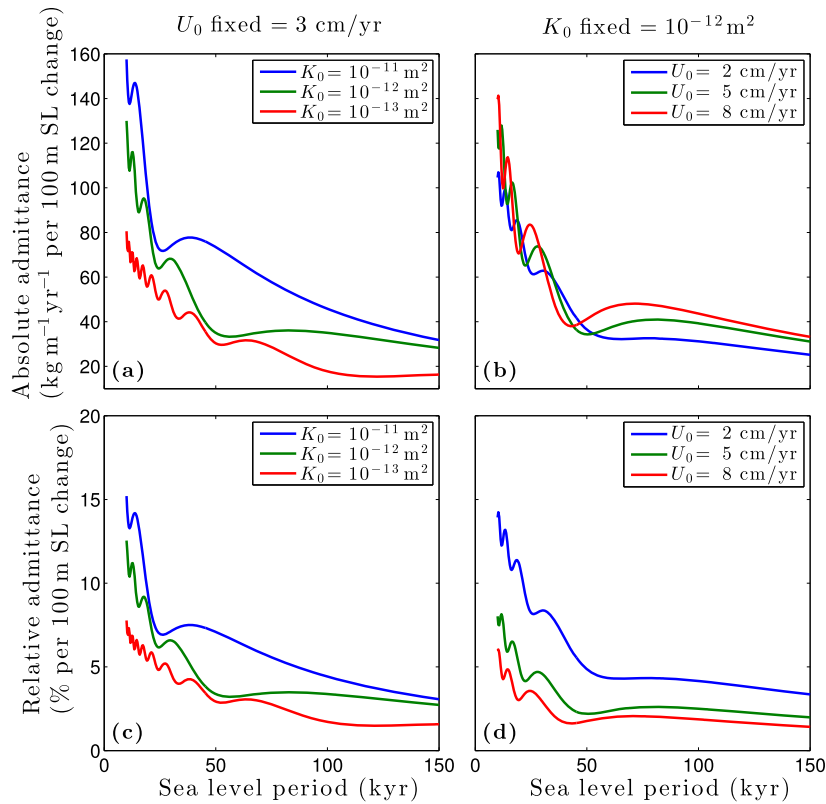 U₀ fixed = 3 cm/yr
K₀ fixed = 10⁻¹² m²
Absolute admittance
(kg m⁻¹ yr⁻¹ per 100 m SL change)
160
140
120
100
80
60
40
20
K₀ = 10⁻¹¹ m²
K₀ = 10⁻¹² m²
K₀ = 10⁻¹³ m²
(a)
U₀ = 2 cm/yr
U₀ = 5 cm/yr
U₀ = 8 cm/yr
(b)
Relative admittance
(% per 100 m SL change)
20
15
10
5
0
K₀ = 10⁻¹¹ m²
K₀ = 10⁻¹² m²
K₀ = 10⁻¹³ m²
(c)
0 50 100 150
Sea level period (kyr)
U₀ = 2 cm/yr
U₀ = 5 cm/yr
U₀ = 8 cm/yr
(d)
0 50 100 150
Sea level period (kyr)